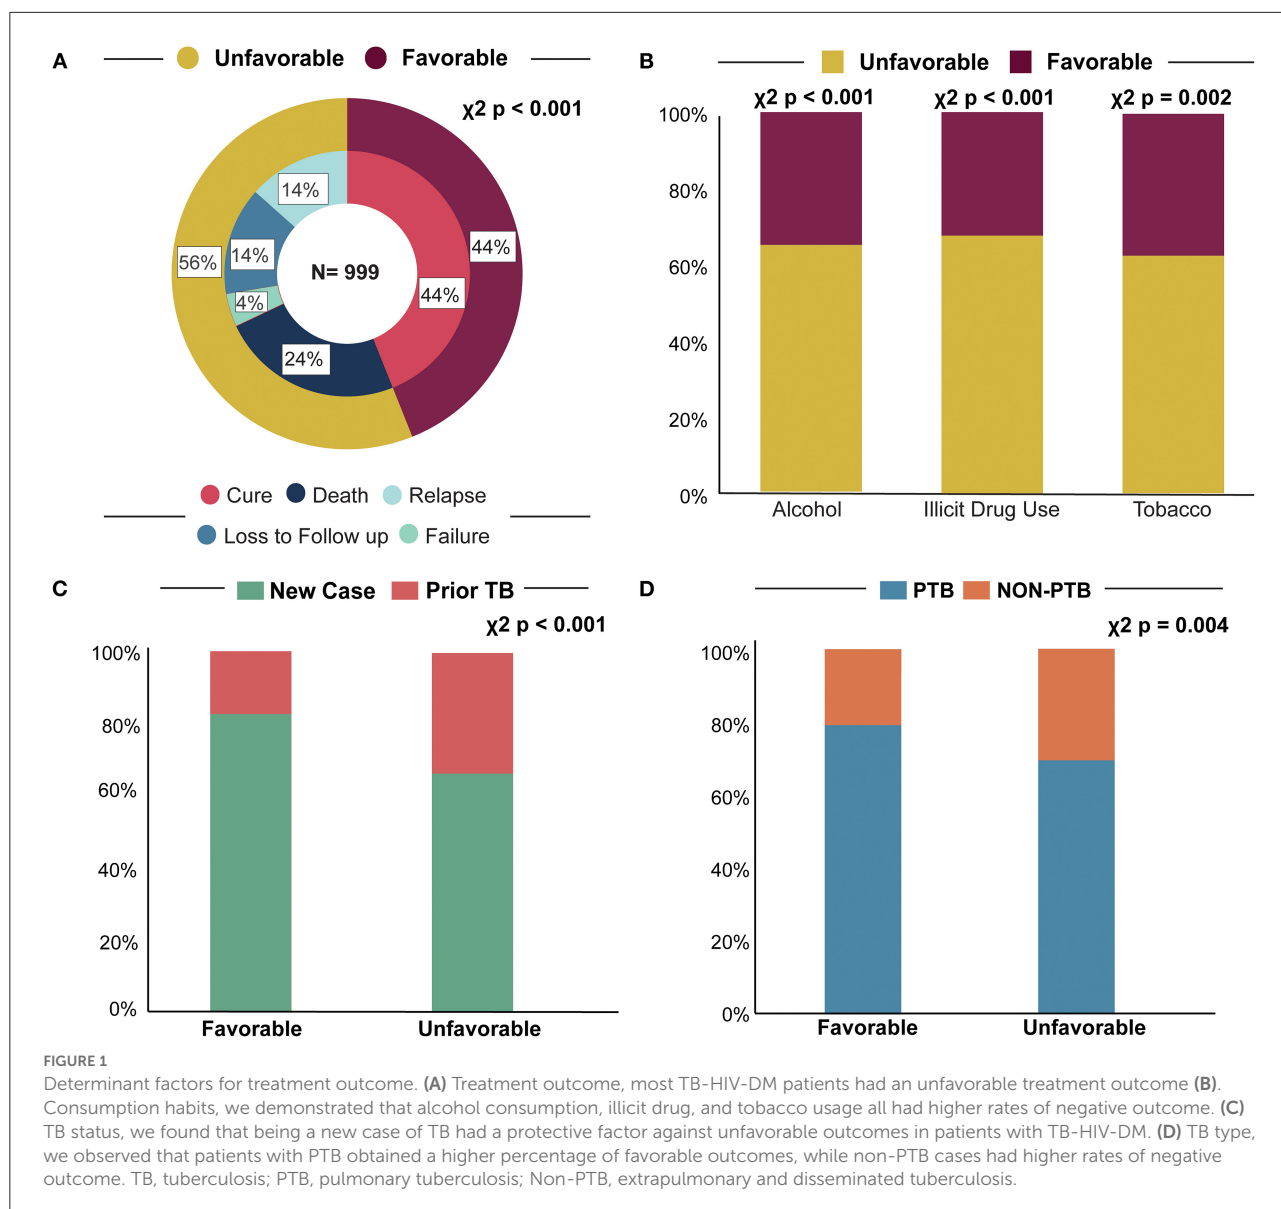 A
Unfavorable Favorable
χ2 p < 0.001
14%
14%
56%
4%
24%
44%
44%
N= 999
Cure Death Relapse
Loss to Follow up Failure
B
Unfavorable Favorable
χ2 p < 0.001 χ2 p < 0.001 χ2 p = 0.002
100%
80%
60%
40%
20%
0%
Alcohol Illicit Drug Use Tobacco
C
New Case Prior TB
χ2 p < 0.001
100%
80%
60%
40%
20%
0%
Favorable Unfavorable
D
PTB NON-PTB
χ2 p = 0.004
100%
80%
60%
40%
20%
0%
Favorable Unfavorable
FIGURE 1
Determinant factors for treatment outcome. (A) Treatment outcome, most TB-HIV-DM patients had an unfavorable treatment outcome (B).
Consumption habits, we demonstrated that alcohol consumption, illicit drug, and tobacco usage all had higher rates of negative outcome. (C)
TB status, we found that being a new case of TB had a protective factor against unfavorable outcomes in patients with TB-HIV-DM. (D) TB type,
we observed that patients with PTB obtained a higher percentage of favorable outcomes, while non-PTB cases had higher rates of negative
outcome. TB, tuberculosis; PTB, pulmonary tuberculosis; Non-PTB, extrapulmonary and disseminated tuberculosis.